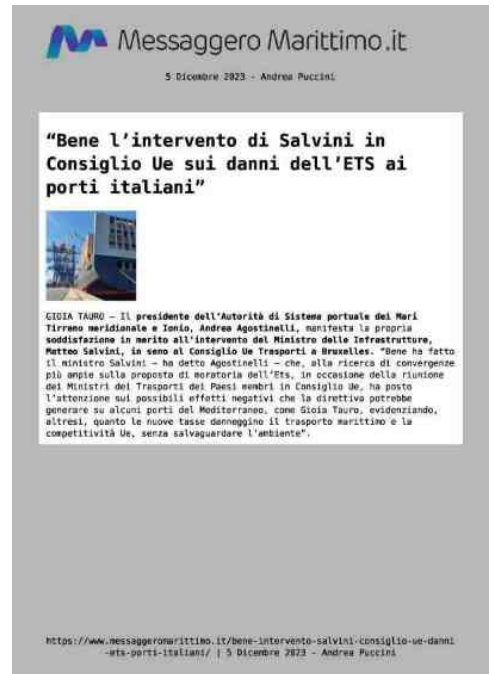 Messaggero Marittimo.it
5 Dicembre 2023 - Andrea Puccini
“Bene l’intervento di Salvini in
Consiglio Ue sui danni dell’ETS ai
porti italiani”
GIOIA TAURO – Il presidente dell’Autorità di Sistema portuale dei Mari
Tirreno meridionale e Ionio, Andrea Agostinelli, manifesta la propria
soddisfazione in merito all’intervento del Ministro delle Infrastrutture,
Matteo Salvini, in seno al Consiglio Ue Trasporti a Bruxelles. “Bene ha fatto
il ministro Salvini – ha detto Agostinelli – che, alla ricerca di convergenze
più ampie sulla proposta di moratoria dell’Ets, in occasione della riunione
dei Ministri dei Trasporti dei Paesi membri in Consiglio Ue, ha posto
l’attenzione sui possibili effetti negativi che la direttiva potrebbe
generare su alcuni porti del Mediterraneo, come Gioia Tauro, evidenziando,
altresì, quanto le nuove tasse danneggino il trasporto marittimo e la
competitività Ue, senza salvaguardare l’ambiente”.
https://www.messaggeromarittimo.it/bene-intervento-salvini-consiglio-ue-danni
-ets-porti-italiani/ | 5 Dicembre 2023 - Andrea Puccini